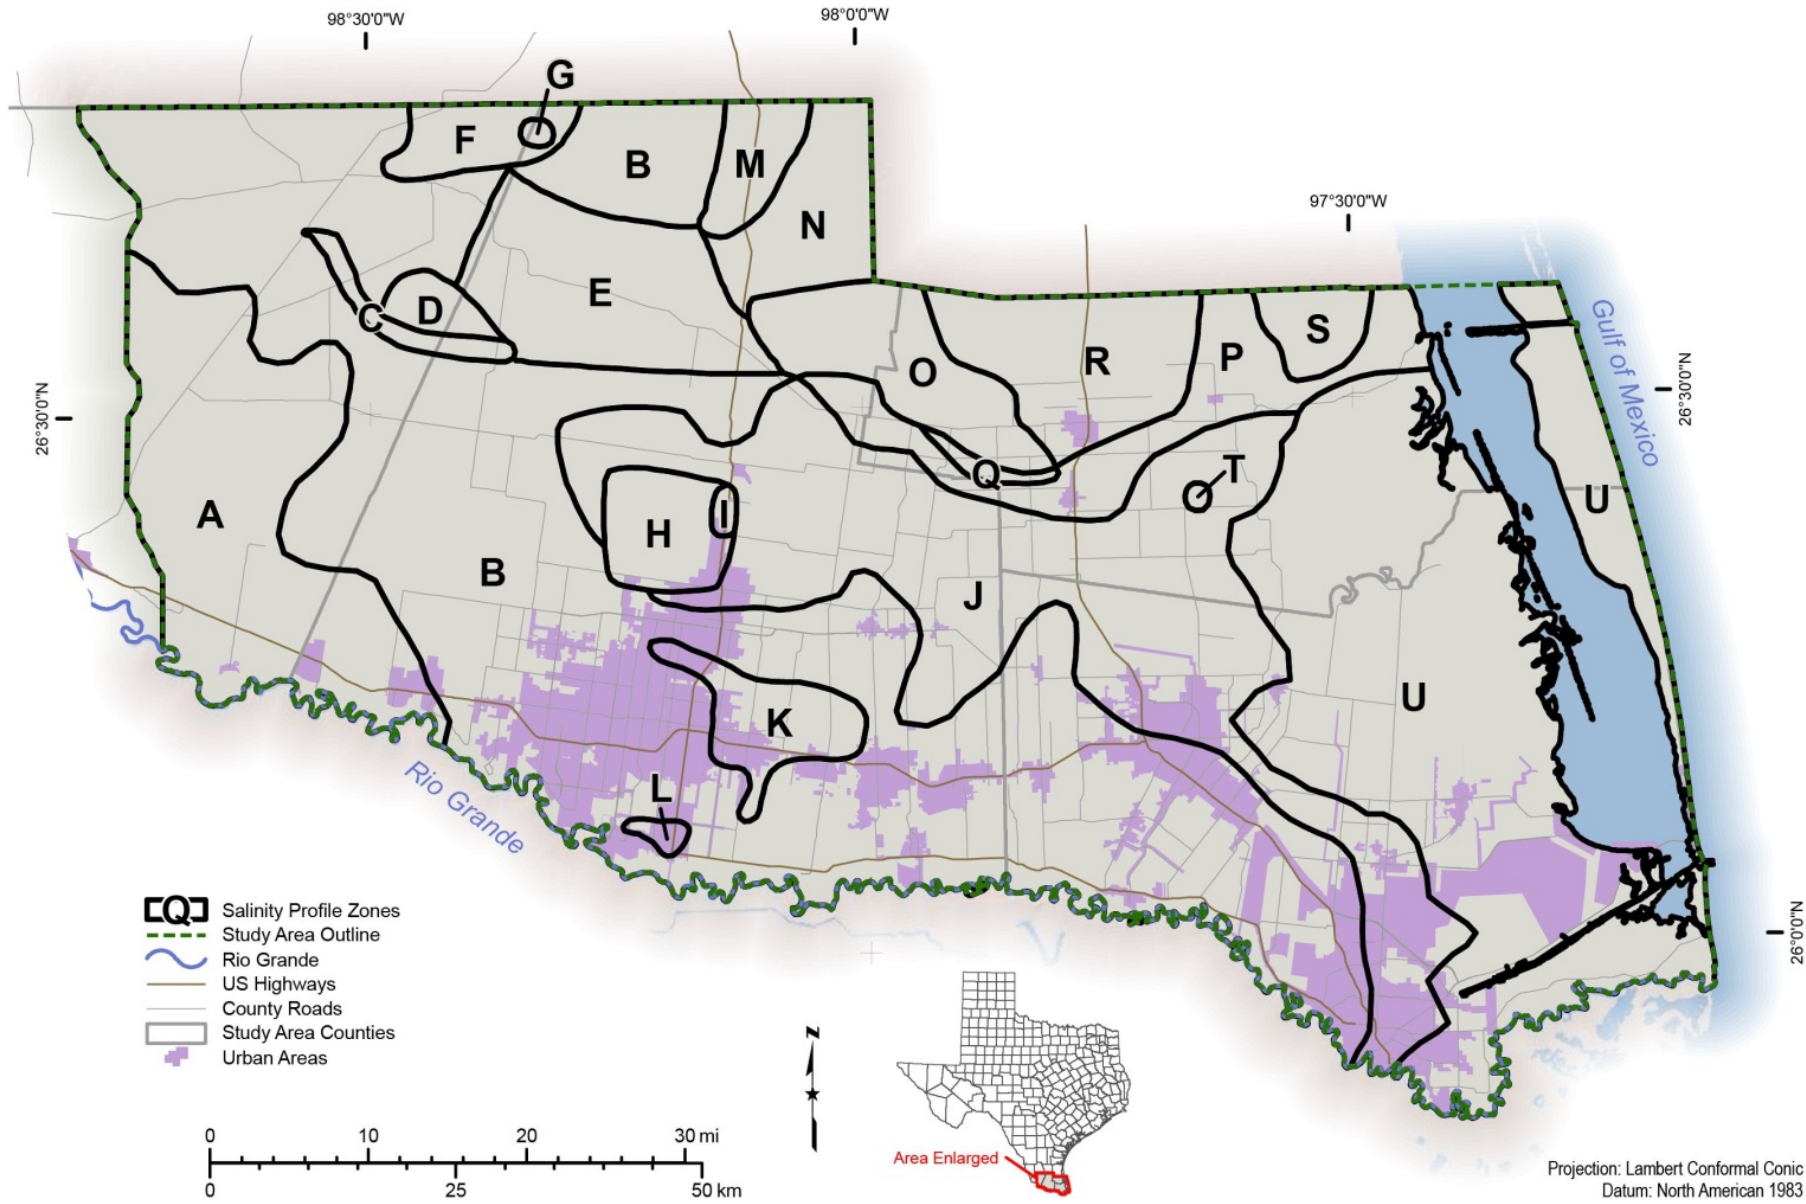 98°30'0"W
98°0'0"W
G
F
B
M
N
97°30'0"W
E
D
C
S
P
R
O
Gulf of Mexico
26°30'0"N
26°30'0"N
Q
T
U
A
I
H
B
J
U
K
L
Rio Grande
26°0'0"N
Q Salinity Profile Zones
Study Area Outline
Rio Grande
US Highways
County Roads
Study Area Counties
Urban Areas
N
0 10 20 30 mi
0 25 50 km
Area Enlarged
Projection: Lambert Conformal Conic
Datum: North American 1983